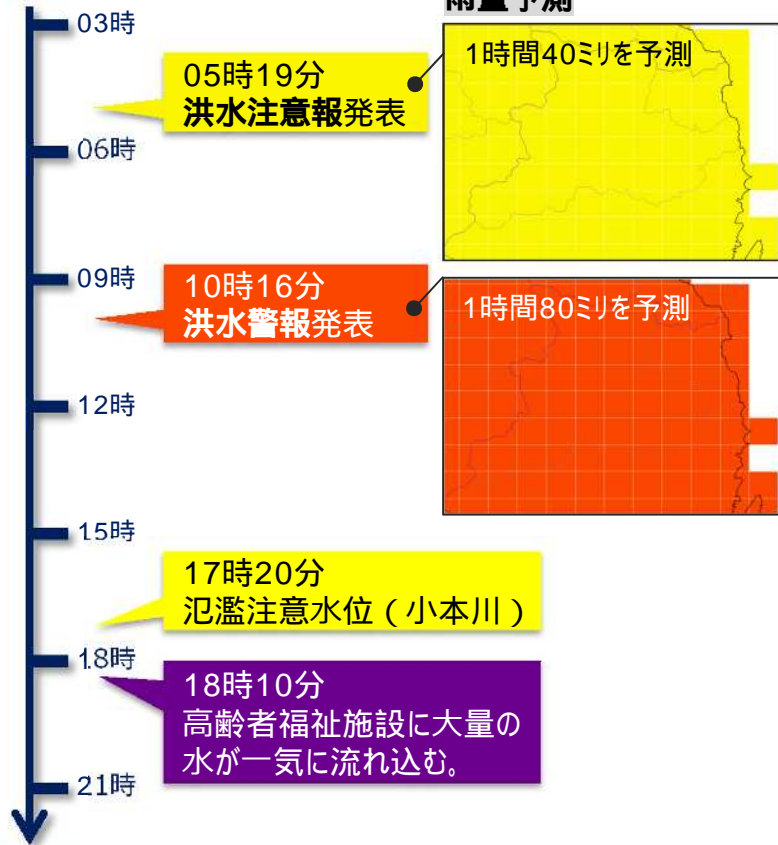 雨量予測
03時
05時19分
洪水注意報発表
1時間40ミリを予測
06時
09時
10時16分
洪水警報発表
1時間80ミリを予測
12時
15時
17時20分
氾濫注意水位（小本川）
18時
18時10分
高齢者福祉施設に大量の
水が一気に流れ込む。
21時